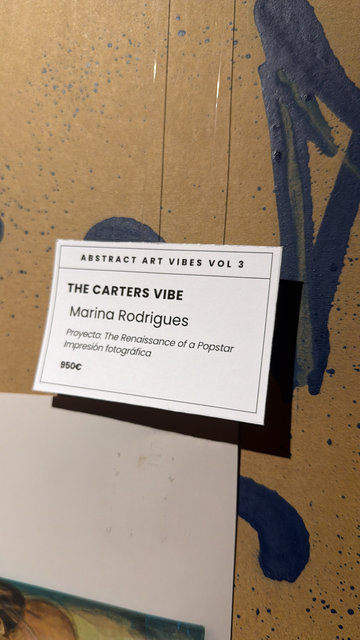 ABSTRACT ART VIBES VOL 3
THE CARTERS VIBE
Marina Rodrigues
Proyecto: The Renaissance of a Popstar
Impresión fotográfica
950€